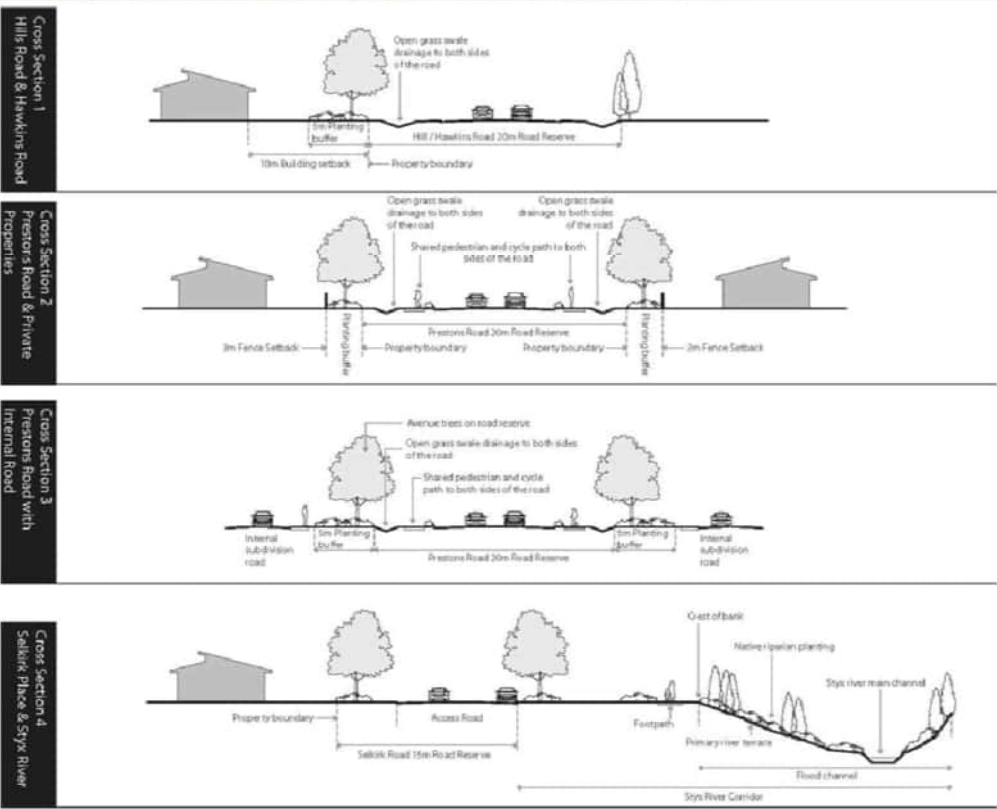 Cross Section 1
Hills Road & Hawkins Road
Open grass swale
drainage to both sides
of the road
5m Planting
buffer
Hill / Hawkins Road 20m Road Reserve
10m Building setback
Property boundary
Cross Section 2
Prestons Road & Private
Properties
Open grass swale
drainage to both sides
of the road
Open grass swale
drainage to both sides
of the road
Shared pedestrian and cycle path to both
sides of the road
Prestons Road 20m Road Reserve
Planting
buffer
Planting
buffer
Fence Setback
Property boundary
Property boundary
2m Fence Setback
Cross Section 3
Prestons Road with
Internal Road
Avenue trees on road reserve
Open grass swale drainage to both sides
of the road
Shared pedestrian and cycle
path to both sides of the road
Internal
subdivision
road
5m Planting
buffer
Prestons Road 20m Road Reserve
5m Planting
buffer
Internal
subdivision
road
Cross Section 4
Selkirk Place & Styx River
Crest of bank
Native riparian planting
Styx river main channel
Property boundary
Access Road
Footpath
Primary river terrace
Selkirk Road 16m Road Reserve
Flood channel
Styx River Corridor